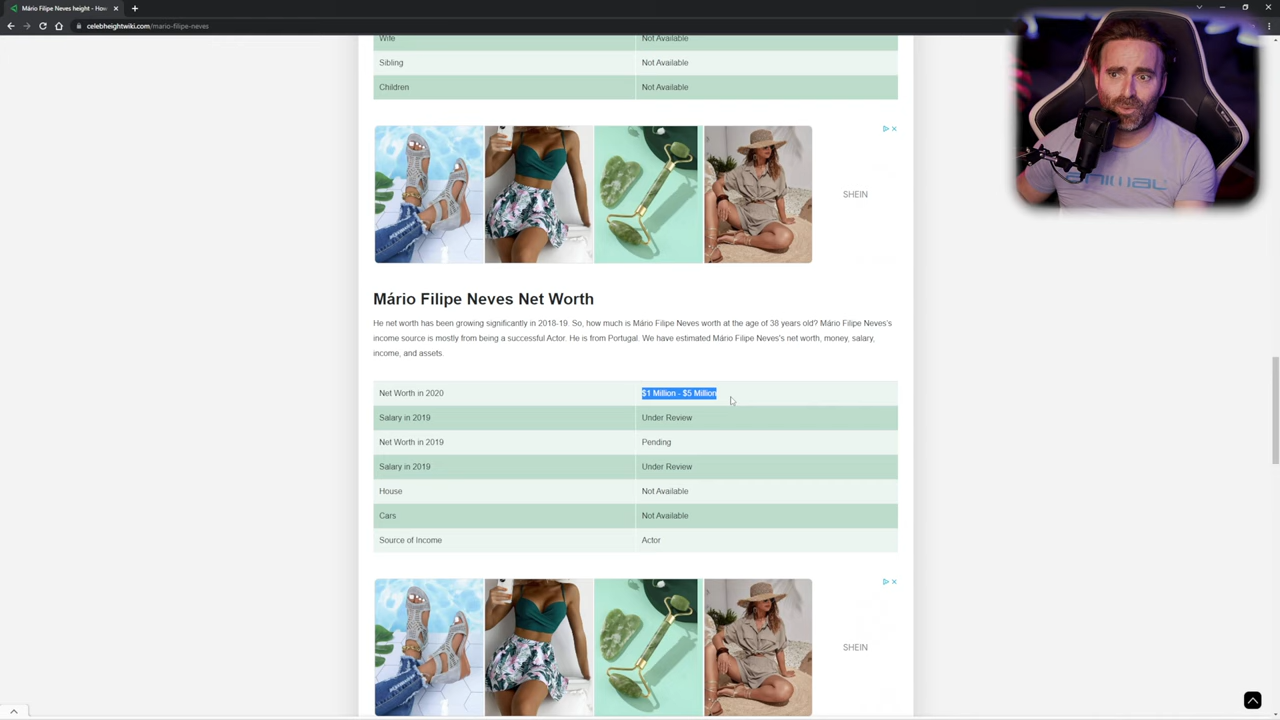 Mário Filipe Neves height - How
celebheightwiki.com/mario-filipe-neves
Wife Not Available
Sibling Not Available
Children Not Available
SHEIN
ANIMAL
Mário Filipe Neves Net Worth
He net worth has been growing significantly in 2018-19. So, how much is Mário Filipe Neves worth at the age of 38 years old? Mário Filipe Neves's
income source is mostly from being a successful Actor. He is from Portugal. We have estimated Mário Filipe Neves's net worth, money, salary,
income, and assets.
Net Worth in 2020 $1 Million - $5 Million
Salary in 2019 Under Review
Net Worth in 2019 Pending
Salary in 2019 Under Review
House Not Available
Cars Not Available
Source of Income Actor
SHEIN